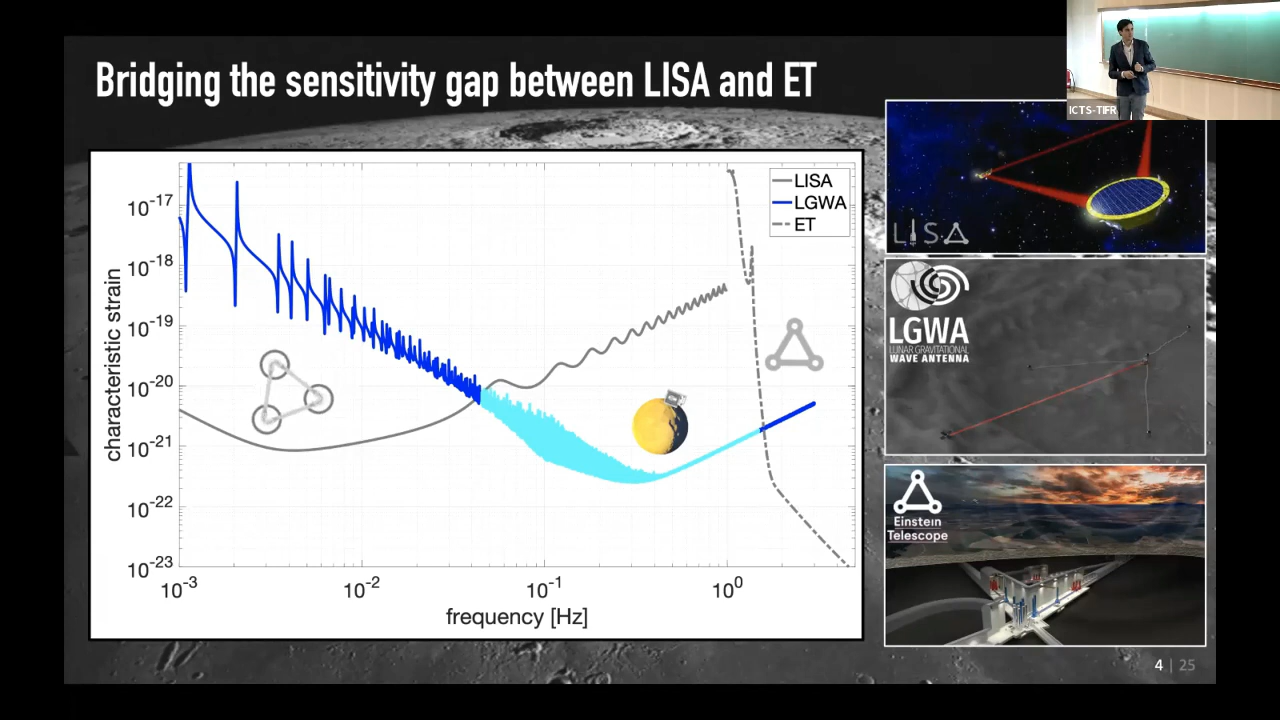 Bridging the sensitivity gap between LISA and ET
ICTS-TIFR
LISA
LGWA
ET
10-17
10-18
10-19
10-20
10-21
10-22
10-23
characteristic strain
10-3
10-2
10-1
100
frequency [Hz]
LISA
LGWA
LUNAR GRAVITATIONAL
WAVE ANTENNA
Einstein
Telescope
4 | 25